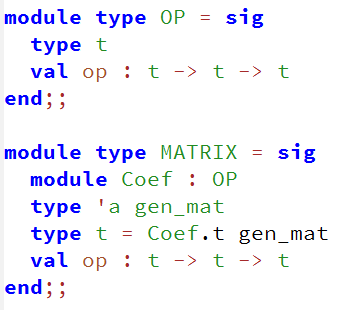 module type OP = sig
  type t
  val op : t -> t -> t
end;;

module type MATRIX = sig
  module Coef : OP
  type 'a gen_mat
  type t = Coef.t gen_mat
  val op : t -> t -> t
end;;